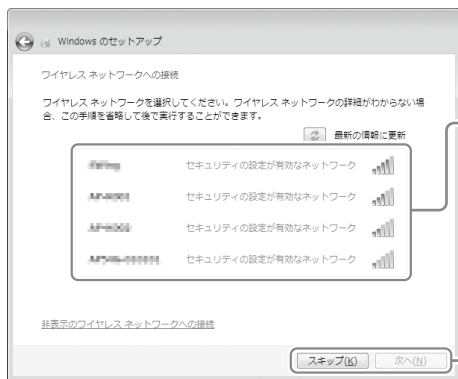 Windows のセットアップ
ワイヤレス ネットワークへの接続
ワイヤレス ネットワークを選択してください。ワイヤレス ネットワークの詳細がわからない場
合、この手順を省略して後で実行することができます。
最新の情報に更新
セキュリティの設定が有効なネットワーク
セキュリティの設定が有効なネットワーク
セキュリティの設定が有効なネットワーク
セキュリティの設定が有効なネットワーク
非表示のワイヤレス ネットワークへの接続
スキップ(K) 次へ(N)